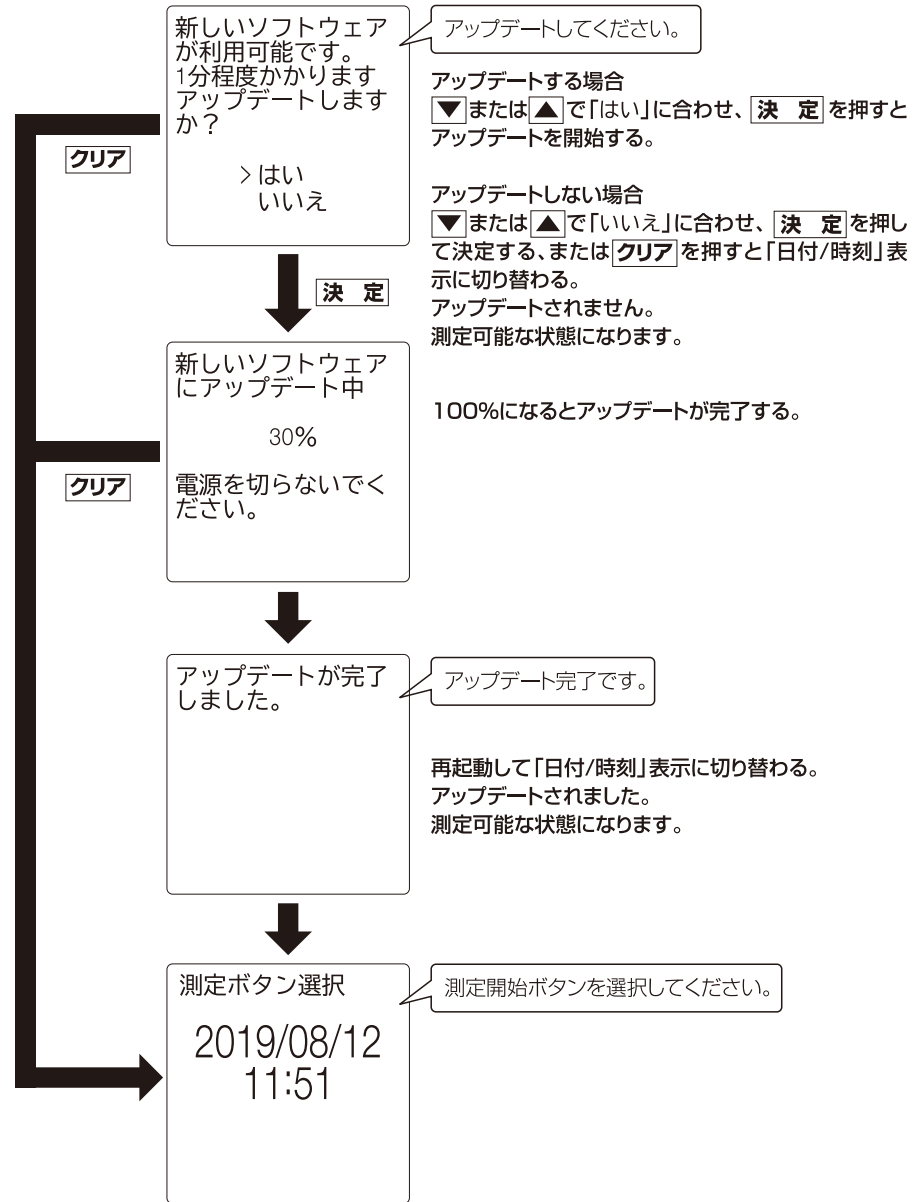 新しいソフトウェア
が利用可能です。
1分程度かかります
アップデートします
か？
>はい
いいえ
アップデートしてください。
アップデートする場合
▼または▲で「はい」に合わせ、決 定を押すと
アップデートを開始する。
アップデートしない場合
▼または▲で「いいえ」に合わせ、決 定を押し
て決定する、またはクリアを押すと「日付/時刻」表
示に切り替わる。
アップデートされません。
測定可能な状態になります。
クリア
決 定
新しいソフトウェア
にアップデート中
30%
電源を切らないでく
ださい。
100%になるとアップデートが完了する。
クリア
アップデートが完了
しました。
アップデート完了です。
再起動して「日付/時刻」表示に切り替わる。
アップデートされました。
測定可能な状態になります。
測定ボタン選択
2019/08/12
11:51
測定開始ボタンを選択してください。